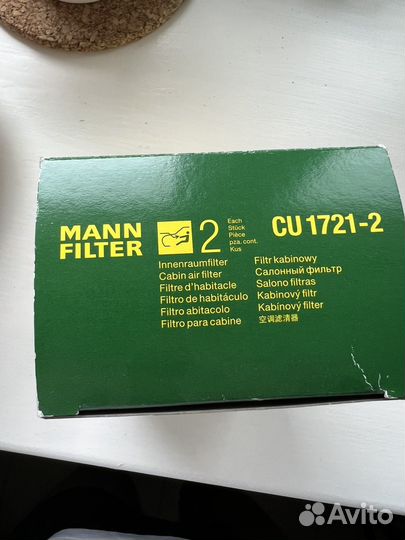 MANN
FILTER
2
Each
Stück
Pièce
pza. cont.
Kus
CU 1721-2
Innenraumfilter
Cabin air filter
Filtre d'habitacle
Filtro de habitáculo
Filtro abitacolo
Filtro para cabine
Filtr kabinowy
Салонный фильтр
Salono filtras
Kabinový filtr
Kabínový filter
空调滤清器
Avito